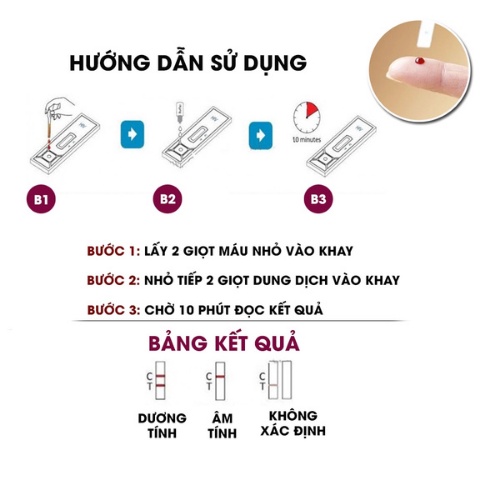 HƯỚNG DẪN SỬ DỤNG
10 minutes
B1
B2
B3
BƯỚC 1: LẤY 2 GIỌT MÁU NHỎ VÀO KHAY
BƯỚC 2: NHỎ TIẾP 2 GIỌT DUNG DỊCH VÀO KHAY
BƯỚC 3: CHỜ 10 PHÚT ĐỌC KẾT QUẢ
BẢNG KẾT QUẢ
C
T
C
T
C
T
DƯƠNG
TÍNH
ÂM
TÍNH
KHÔNG
XÁC ĐỊNH